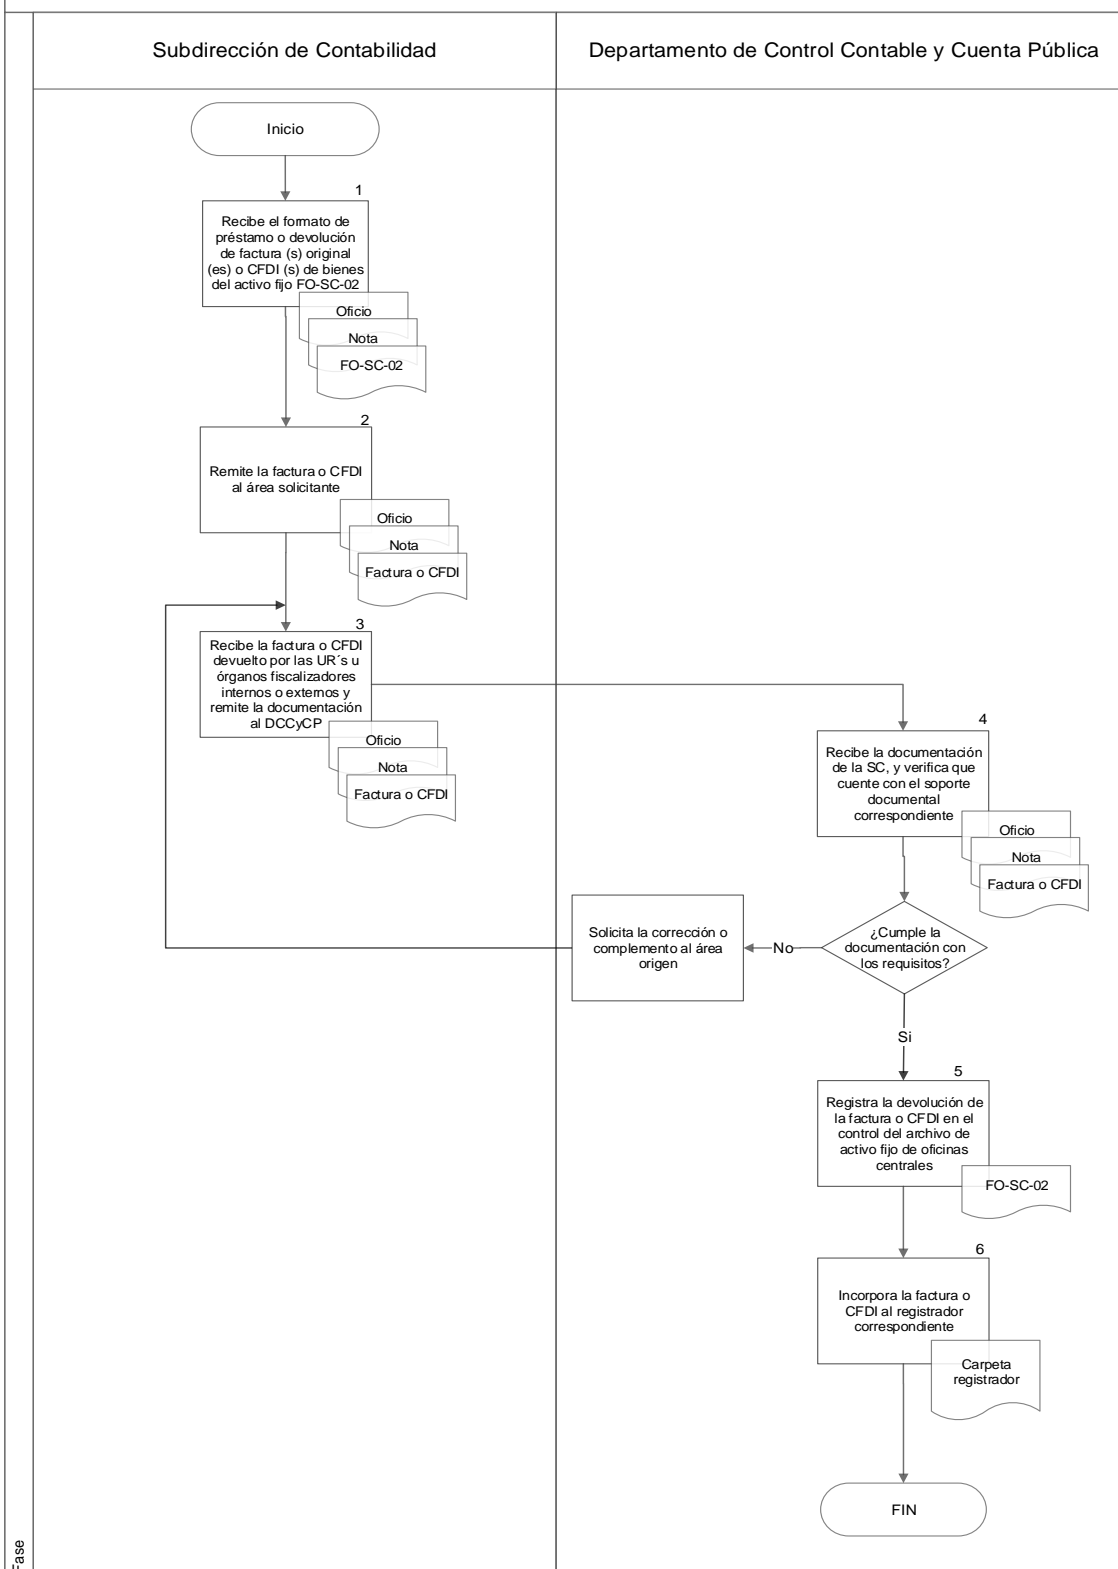 Subdirección de Contabilidad
Departamento de Control Contable y Cuenta Pública
Inicio
1
Recibe el formato de
préstamo o devolución
de factura (s) original
(es) o CFDI (s) de bienes
del activo fijo FO-SC-02
Oficio
Nota
FO-SC-02
2
Remite la factura o CFDI
al área solicitante
Oficio
Nota
Factura o CFDI
3
Recibe la factura o CFDI
devuelto por las UR´s u
órganos fiscalizadores
internos o externos y
remite la documentación
al DCCyCP
Oficio
Nota
Factura o CFDI
4
Recibe la documentación
de la SC, y verifica que
cuente con el soporte
documental
correspondiente
Oficio
Nota
Factura o CFDI
¿Cumple la
documentación con
los requisitos?
No
Solicita la corrección o
complemento al área
origen
Si
5
Registra la devolución de
la factura o CFDI en el
control del archivo de
activo fijo de oficinas
centrales
FO-SC-02
6
Incorpora la factura o
CFDI al registrador
correspondiente
Carpeta
registrador
FIN
Fase